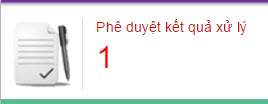 Phê duyệt kết quả xử lý
1